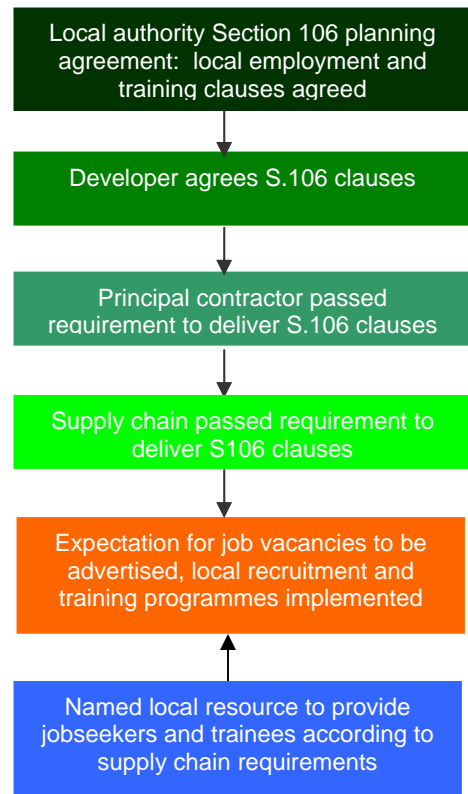 Local authority Section 106 planning
agreement: local employment and
training clauses agreed
Developer agrees S.106 clauses
Principal contractor passed
requirement to deliver S.106 clauses
Supply chain passed requirement to
deliver S106 clauses
Expectation for job vacancies to be
advertised, local recruitment and
training programmes implemented
Named local resource to provide
jobseekers and trainees according to
supply chain requirements